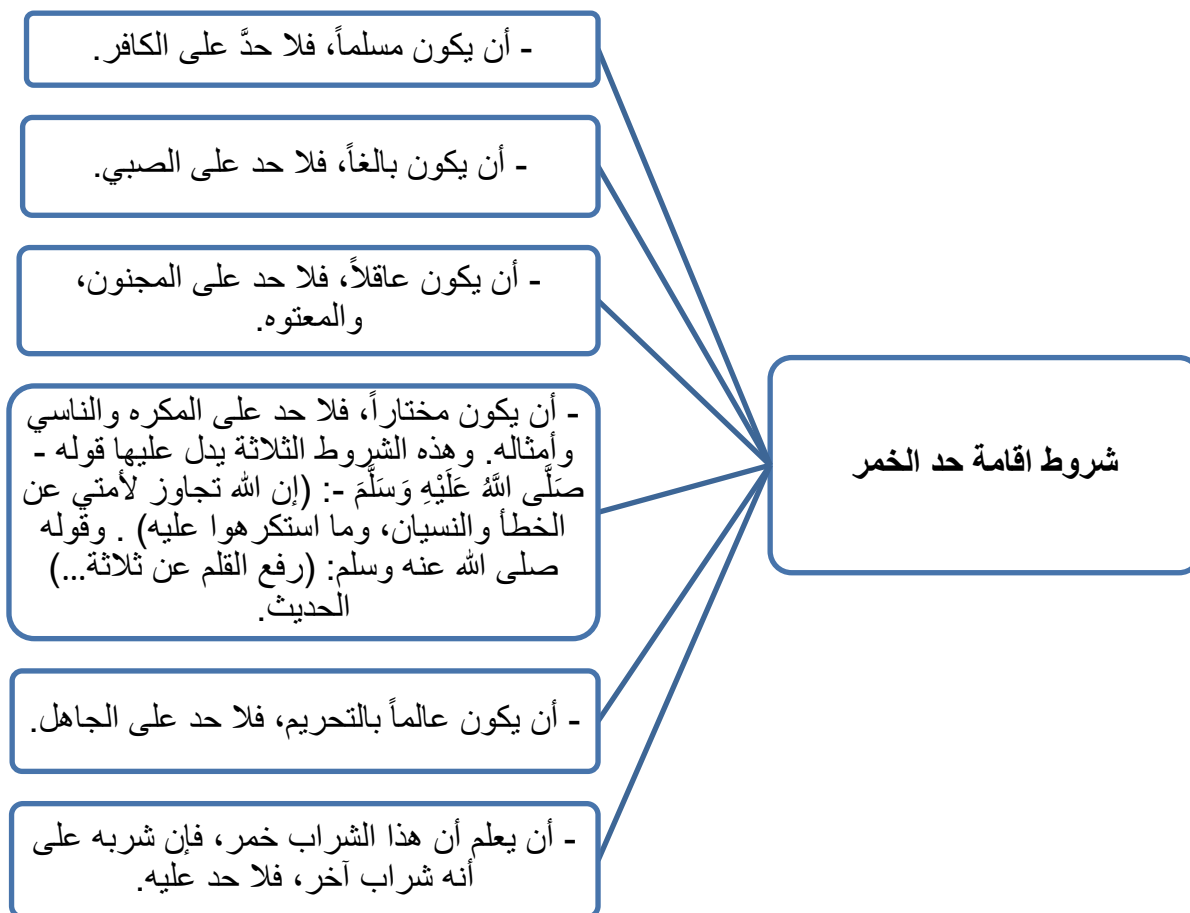 شروط اقامة حد الخمر
- أن يكون مسلماً، فلا حدَّ على الكافر.
- أن يكون بالغاً، فلا حد على الصبي.
- أن يكون عاقلاً، فلا حد على المجنون،
والمعتوه.
- أن يكون مختاراً، فلا حد على المكره والناسي
وأمثاله. وهذه الشروط الثلاثة يدل عليها قوله -
صَلَّى اللَّهُ عَلَيْهِ وَسَلَّمَ -: (إن الله تجاوز لأمتي عن
الخطأ والنسيان، وما استكرهوا عليه) . وقوله
صلى الله عنه وسلم: (رفع القلم عن ثلاثة...)
الحديث.
- أن يكون عالماً بالتحريم، فلا حد على الجاهل.
- أن يعلم أن هذا الشراب خمر، فإن شربه على
أنه شراب آخر، فلا حد عليه.